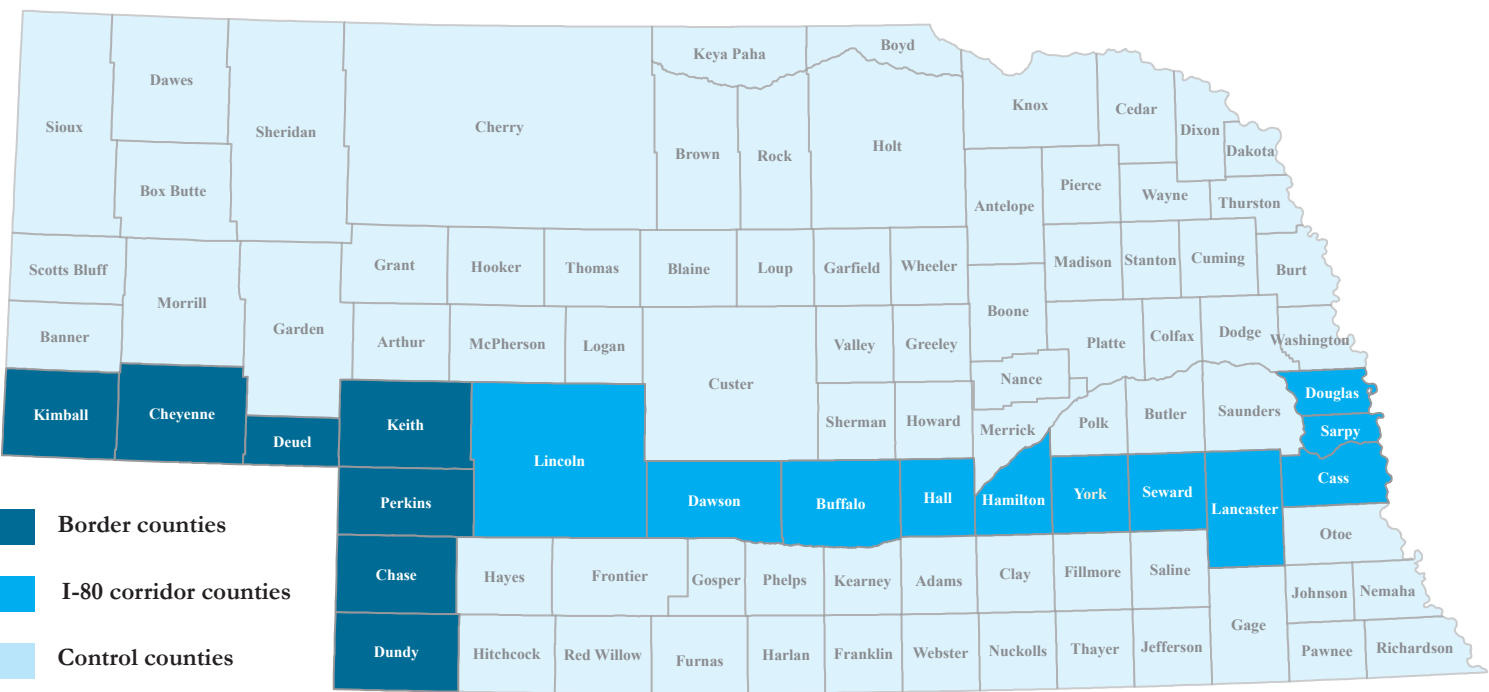 Keya Paha
Boyd
Dawes
Sioux
Sheridan
Cherry
Knox
Cedar
Dixon
Dakota
Brown
Rock
Holt
Box Butte
Antelope
Pierce
Wayne
Thurston
Scotts Bluff
Morrill
Grant
Hooker
Thomas
Blaine
Loup
Garfield
Wheeler
Madison
Stanton
Cuming
Burt
Banner
Garden
Arthur
McPherson
Logan
Custer
Valley
Greeley
Boone
Platte
Colfax
Dodge
Washington
Nance
Kimball
Cheyenne
Deuel
Keith
Lincoln
Sherman
Howard
Merrick
Polk
Butler
Saunders
Douglas
Sarpy
Perkins
Dawson
Buffalo
Hall
Hamilton
York
Seward
Lancaster
Cass
Otoe
Chase
Hayes
Frontier
Gosper
Phelps
Kearney
Adams
Clay
Fillmore
Saline
Johnson
Nemaha
Dundy
Hitchcock
Red Willow
Furnas
Harlan
Franklin
Webster
Nuckolls
Thayer
Jefferson
Gage
Pawnee
Richardson
Border counties
I-80 corridor counties
Control counties